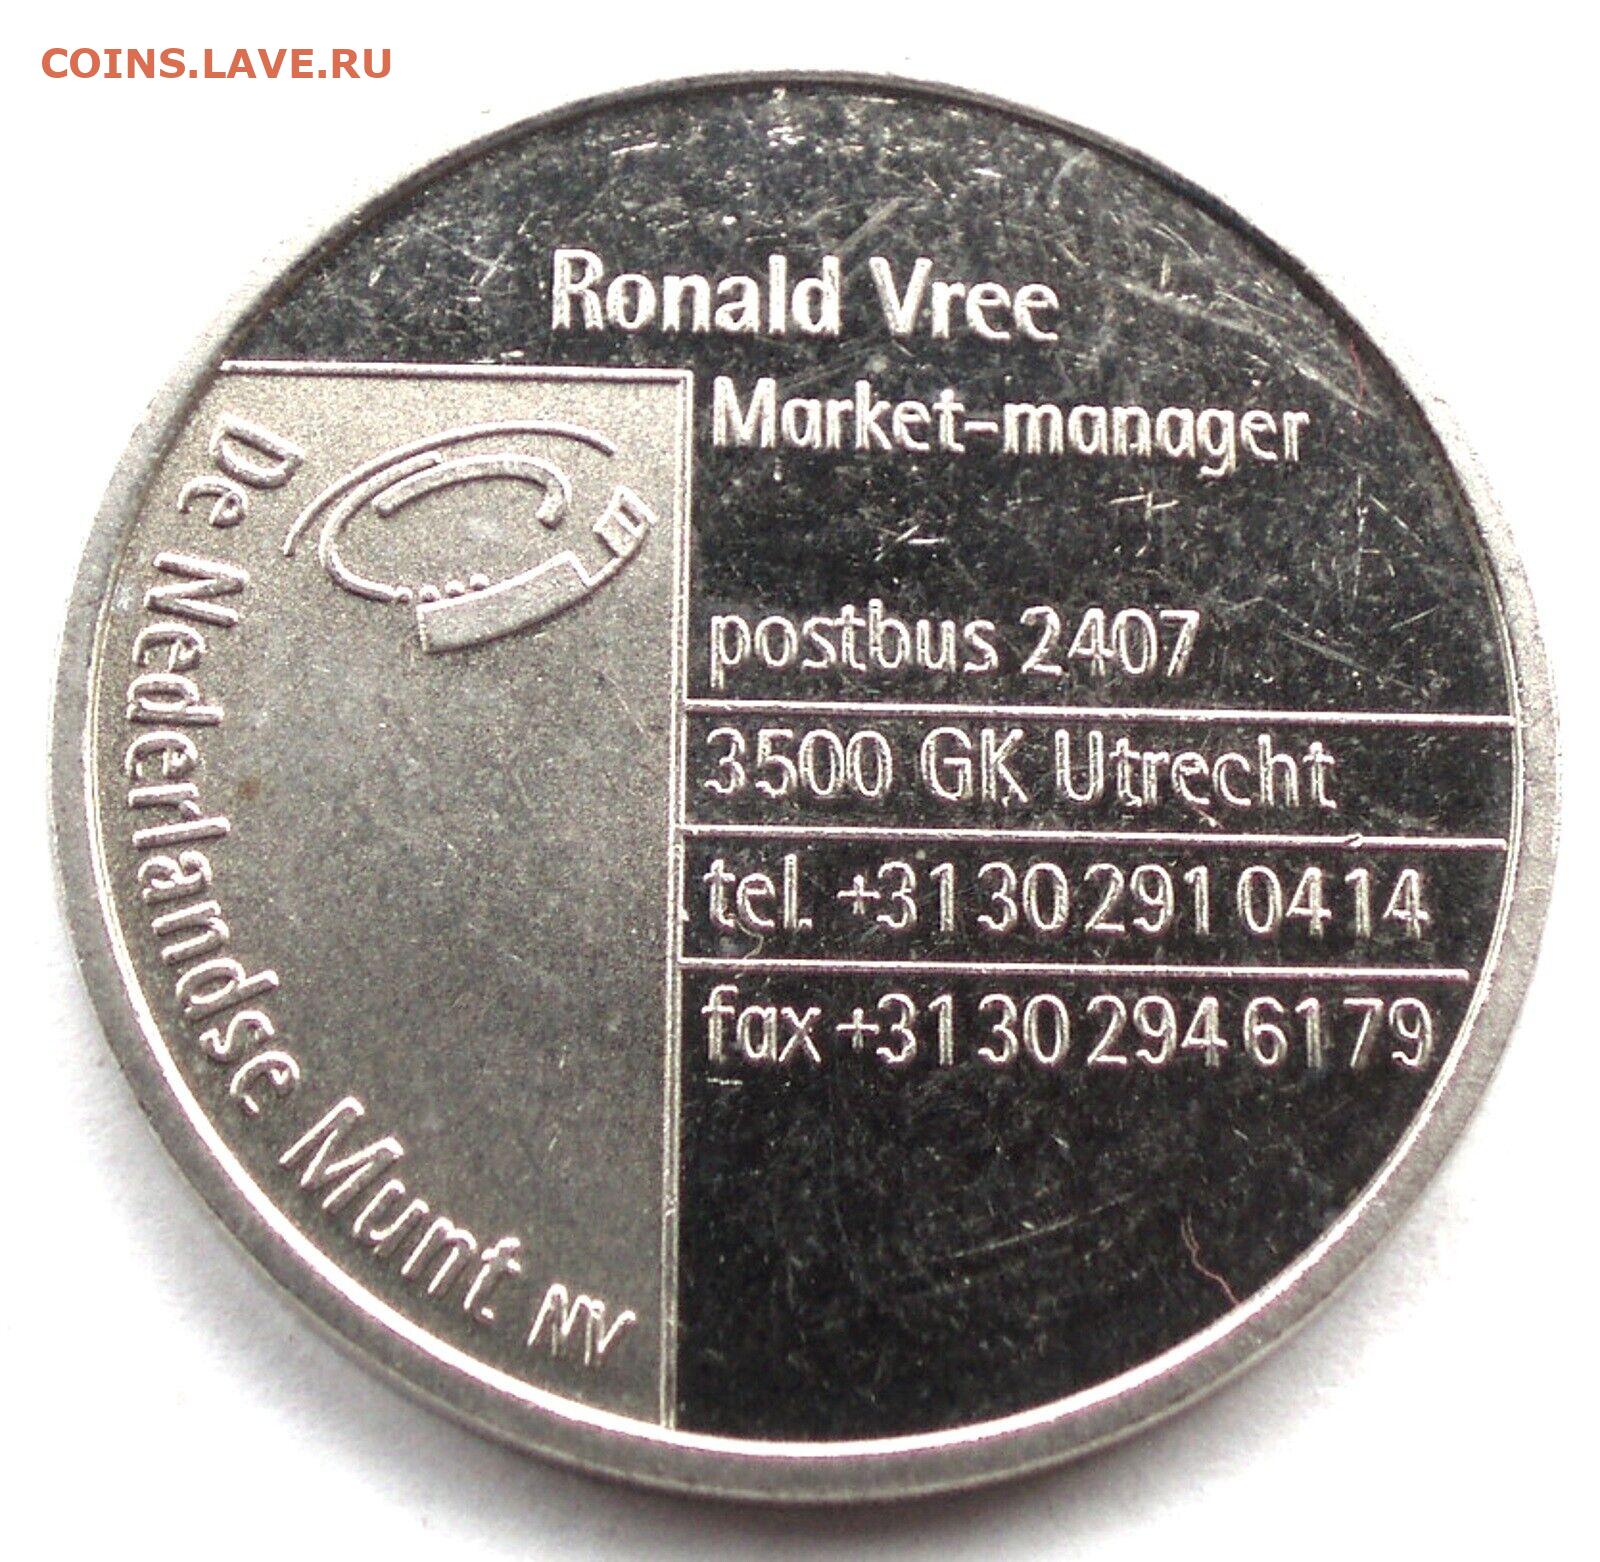 COINS.LAVE.RU
Ronald Vree
Market-manager
postbus 2407
3500 GK Utrecht
tel. +31 30 291 0414
fax +31 30 294 6179
De Nederlandse Munt NV